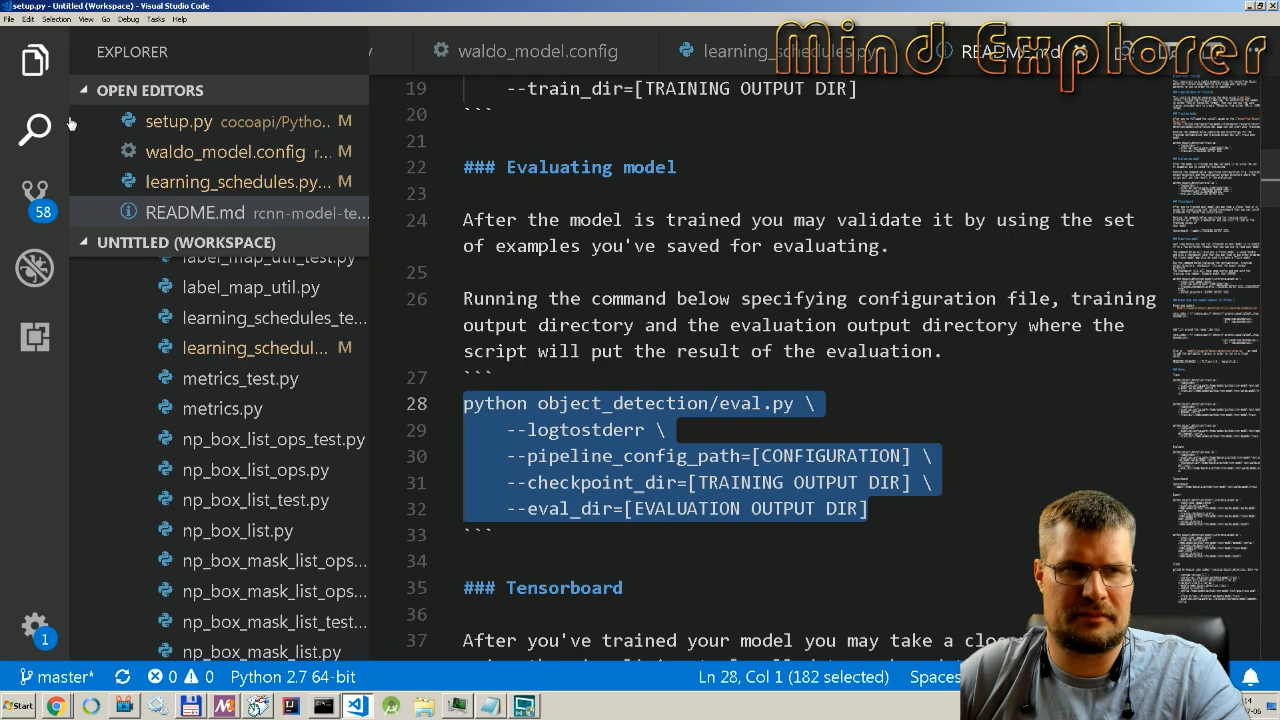 setup.py - Untitled (Workspace) - Visual Studio Code
File Edit Selection View Go Debug Tasks Help
Mind Explorer
EXPLORER
waldo_model.config
learning_schedules.py
README.md
OPEN EDITORS
setup.py cocoapi/Pytho... M
waldo_model.config r... M
learning_schedules.py... M
README.md rcnn-model-te...
UNTITLED (WORKSPACE)
label_map_util_test.py
label_map_util.py
learning_schedules_te...
learning_schedul... M
metrics_test.py
metrics.py
np_box_list_ops_test.py
np_box_list_ops.py
np_box_list_test.py
np_box_list.py
np_box_mask_list_ops...
np_box_mask_list_ops...
np_box_mask_list_test...
np_box_mask_list.py
58
1
19 --train_dir=[TRAINING OUTPUT DIR]
20 ```
21
22 ### Evaluating model
23
24 After the model is trined you may validate it by using the set
of examples you've saved for evaluating.
25
26 Running the command below specifying configuration file, training
output directory and the evaluation output directory where the
script will put the result of the evaluation.
27 ```
28 python object_detection/eval.py \
29 --logtostderr \
30 --pipeline_config_path=[CONFIGURATION] \
31 --checkpoint_dir=[TRAINING OUTPUT DIR] \
32 --eval_dir=[EVALUATION OUTPUT DIR]
33 `
34
35 ### Tensorboard
36
37 After you've trained your model you may take a
master* 0 0 Python 2.7 64-bit
Ln 28, Col 1 (182 selected) Spaces
Start